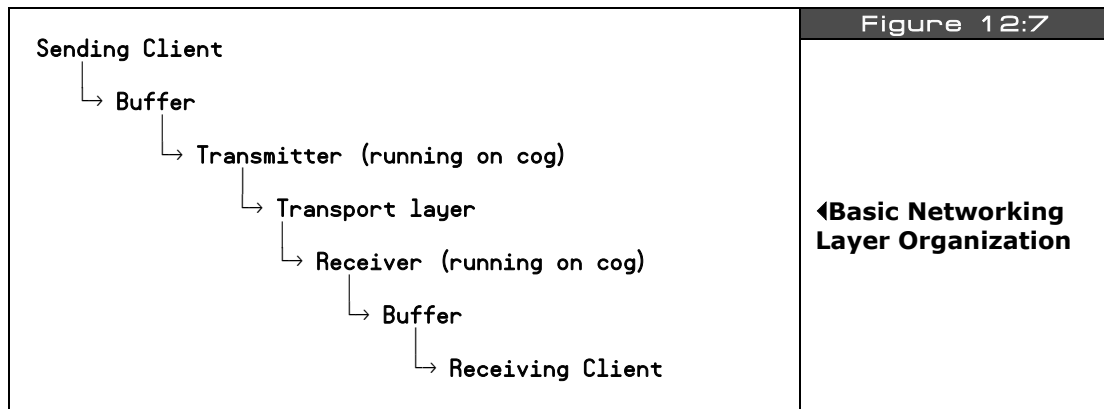 Sending Client
Buffer
Transmitter (running on cog)
Transport layer
Receiver (running on cog)
Buffer
Receiving Client
Figure 12:7
Basic Networking
Layer Organization